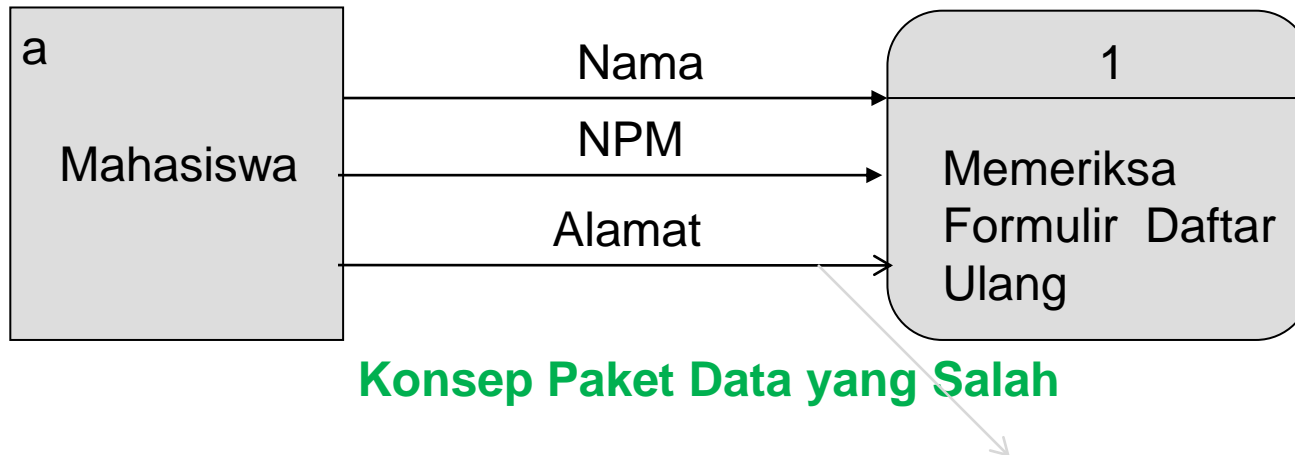 a
Mahasiswa
Nama
NPM
Alamat
1
Memeriksa
Formulir Daftar
Ulang
Konsep Paket Data yang Salah